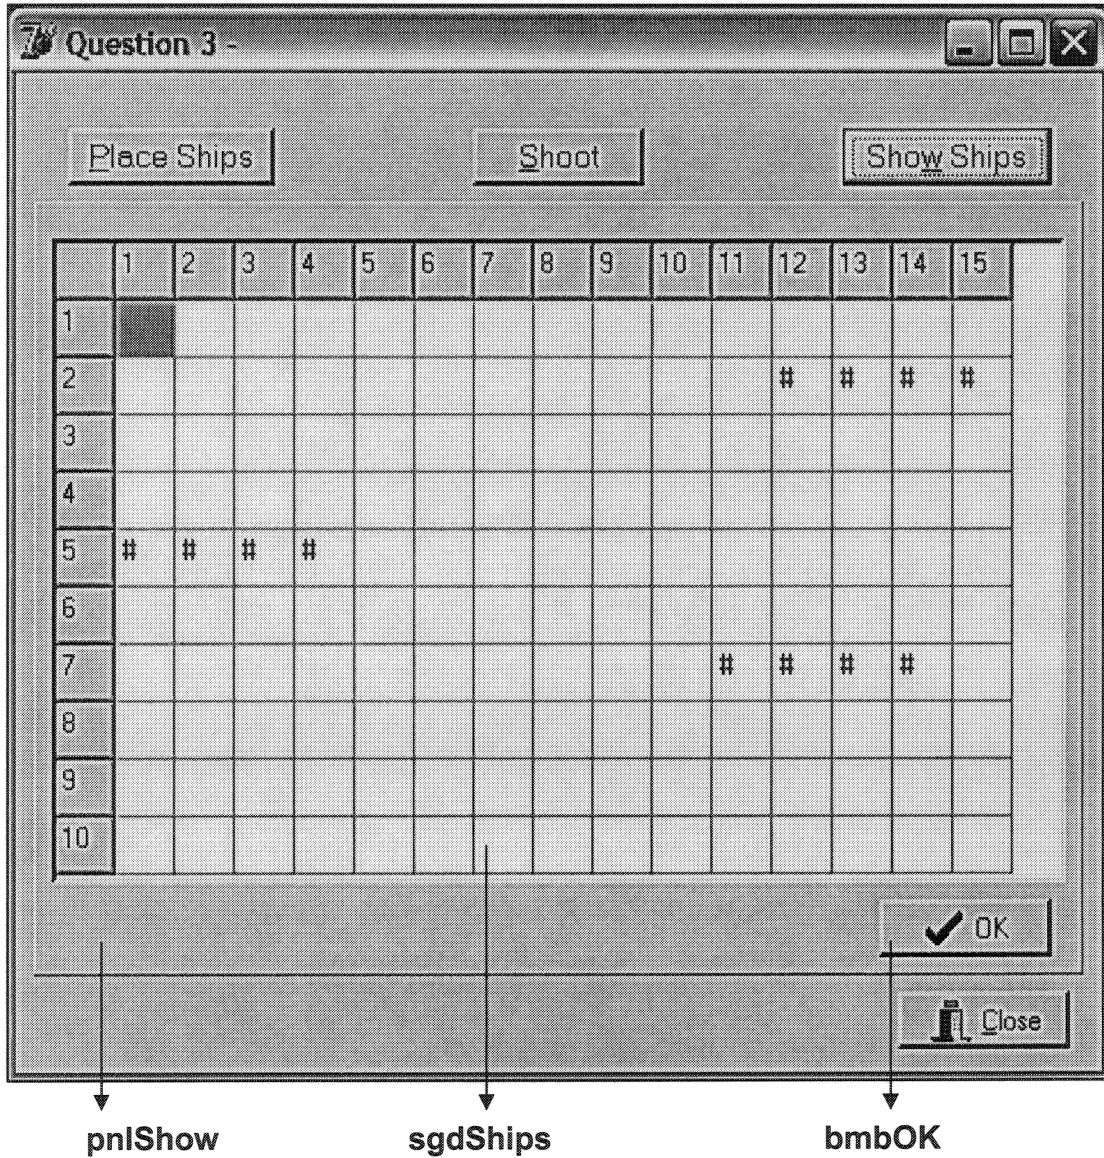 Question 3 -
Place Ships Shoot Show Ships
1 2 3 4 5 6 7 8 9 10 11 12 13 14 15
1
2 # # # #
3
4
5 # # # #
6
7 # # # #
8
9
10
OK
Close
pnlShow sgdShips bmbOK